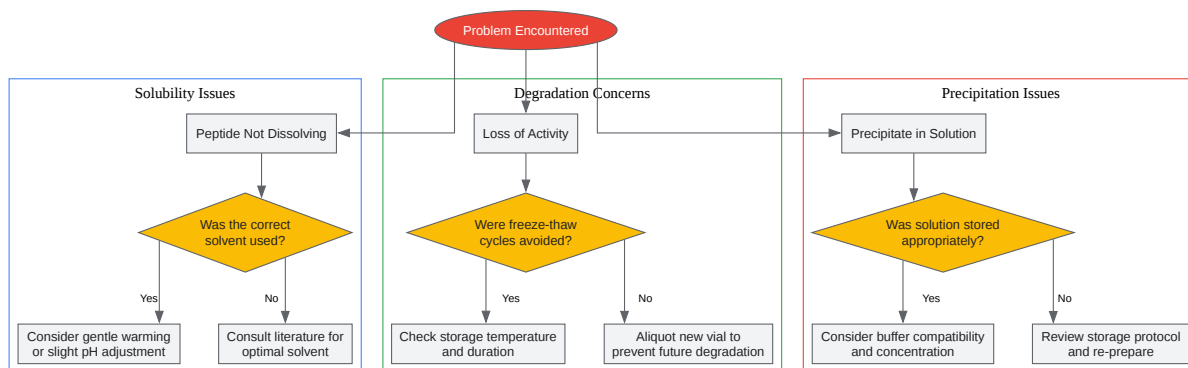 Problem Encountered
Solubility Issues
Degradation Concerns
Precipitation Issues
Peptide Not Dissolving
Loss of Activity
Precipitate in Solution
Was the correct
solvent used?
Were freeze-thaw
cycles avoided?
Was solution stored
appropriately?
Yes
No
Yes
No
Yes
No
Consider gentle warming
or slight pH adjustment
Consult literature for
optimal solvent
Check storage temperature
and duration
Aliquot new vial to
prevent future degradation
Consider buffer compatibility
and concentration
Review storage protocol
and re-prepare